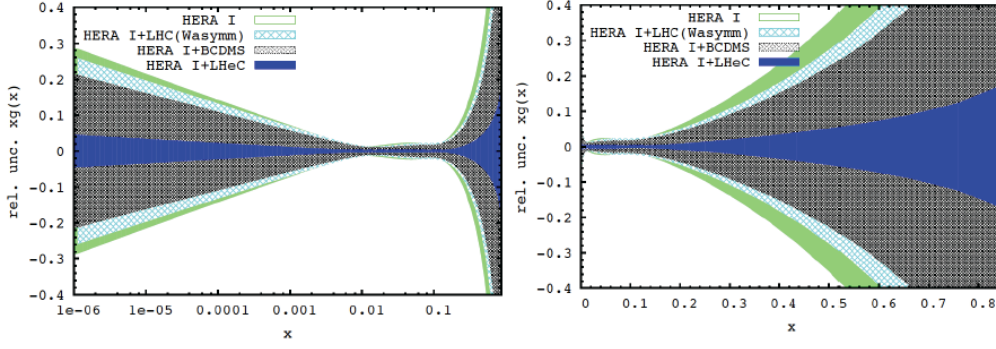 HERA I
HERA I+LHC(Wasymm)
HERA I+BCDMS
HERA I+LHeC
rel. unc. xg(x)
0.4
0.3
0.2
0.1
0
-0.1
-0.2
-0.3
-0.4
1e-06 1e-05 0.0001 0.001 0.01 0.1
x
HERA I
HERA I+LHC(Wasymm)
HERA I+BCDMS
HERA I+LHeC
rel. unc. xg(x)
0.4
0.3
0.2
0.1
0
-0.1
-0.2
-0.3
-0.4
0 0.1 0.2 0.3 0.4 0.5 0.6 0.7 0.8
x